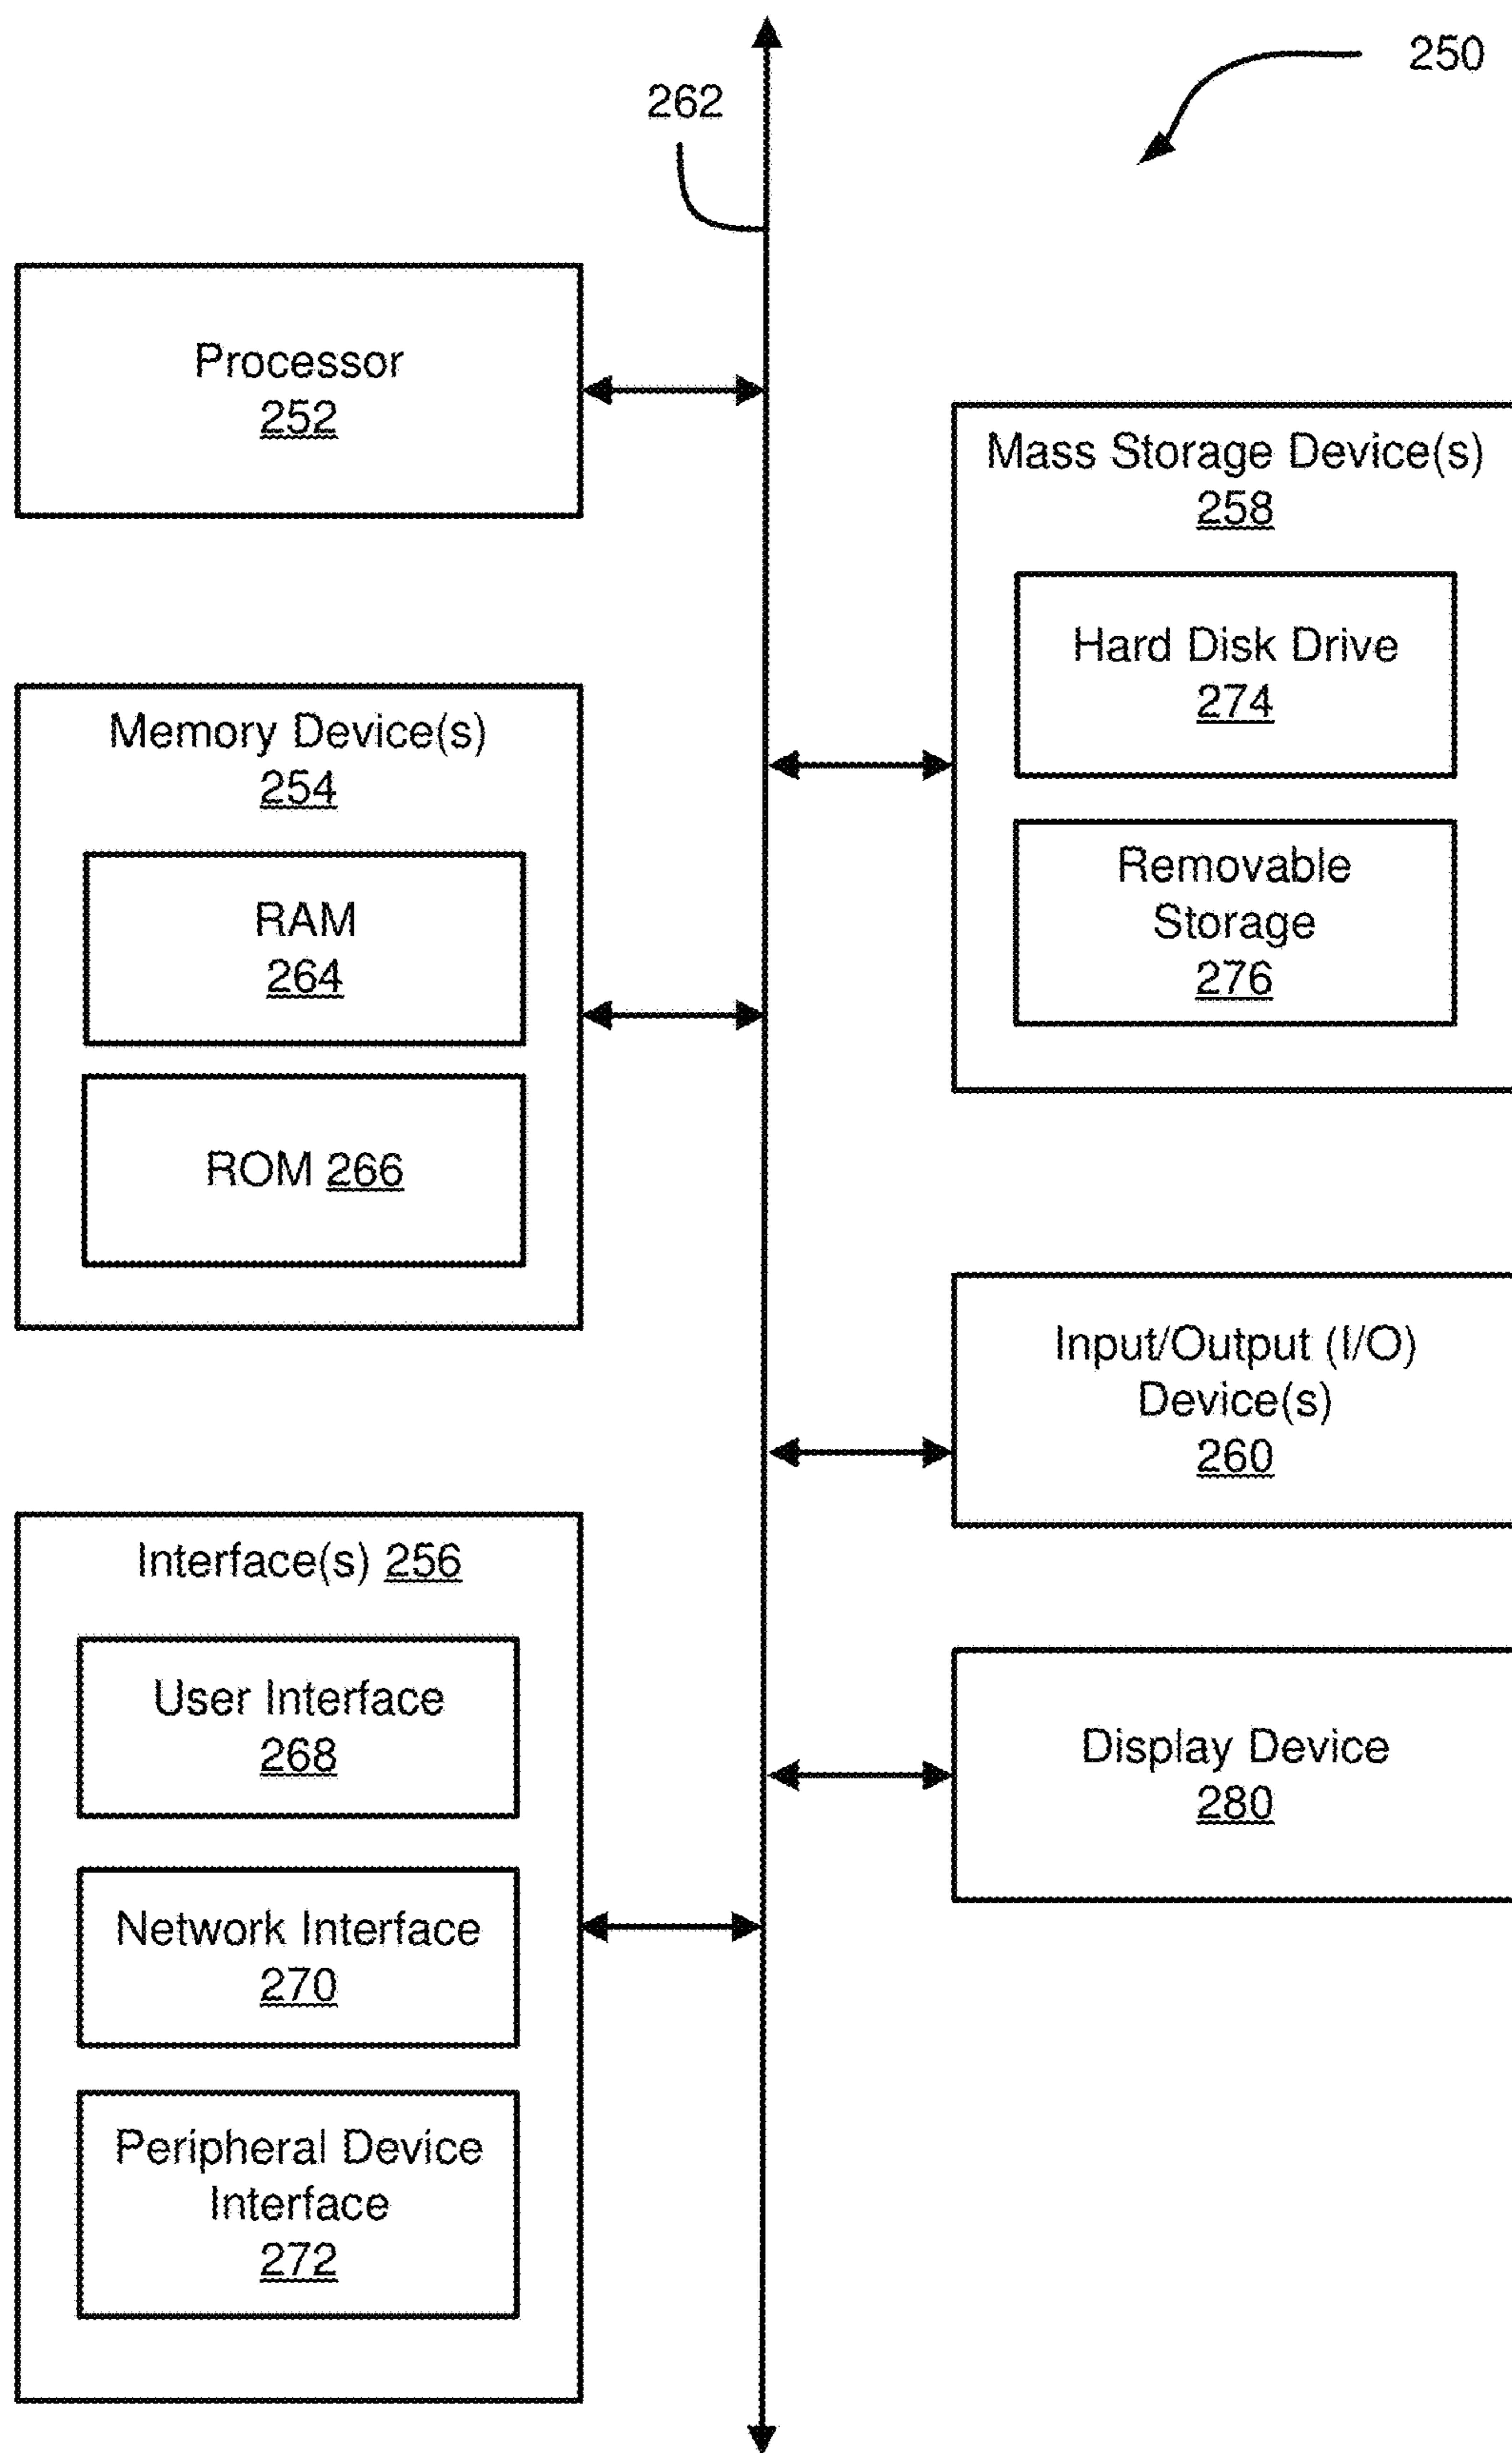 250
262
Processor
252
Mass Storage Device(s)
258
Hard Disk Drive
274
Removable
Storage
276
Memory Device(s)
254
RAM
264
ROM 266
Input/Output (I/O)
Device(s)
260
Interface(s) 256
User Interface
268
Network Interface
270
Peripheral Device
Interface
272
Display Device
280